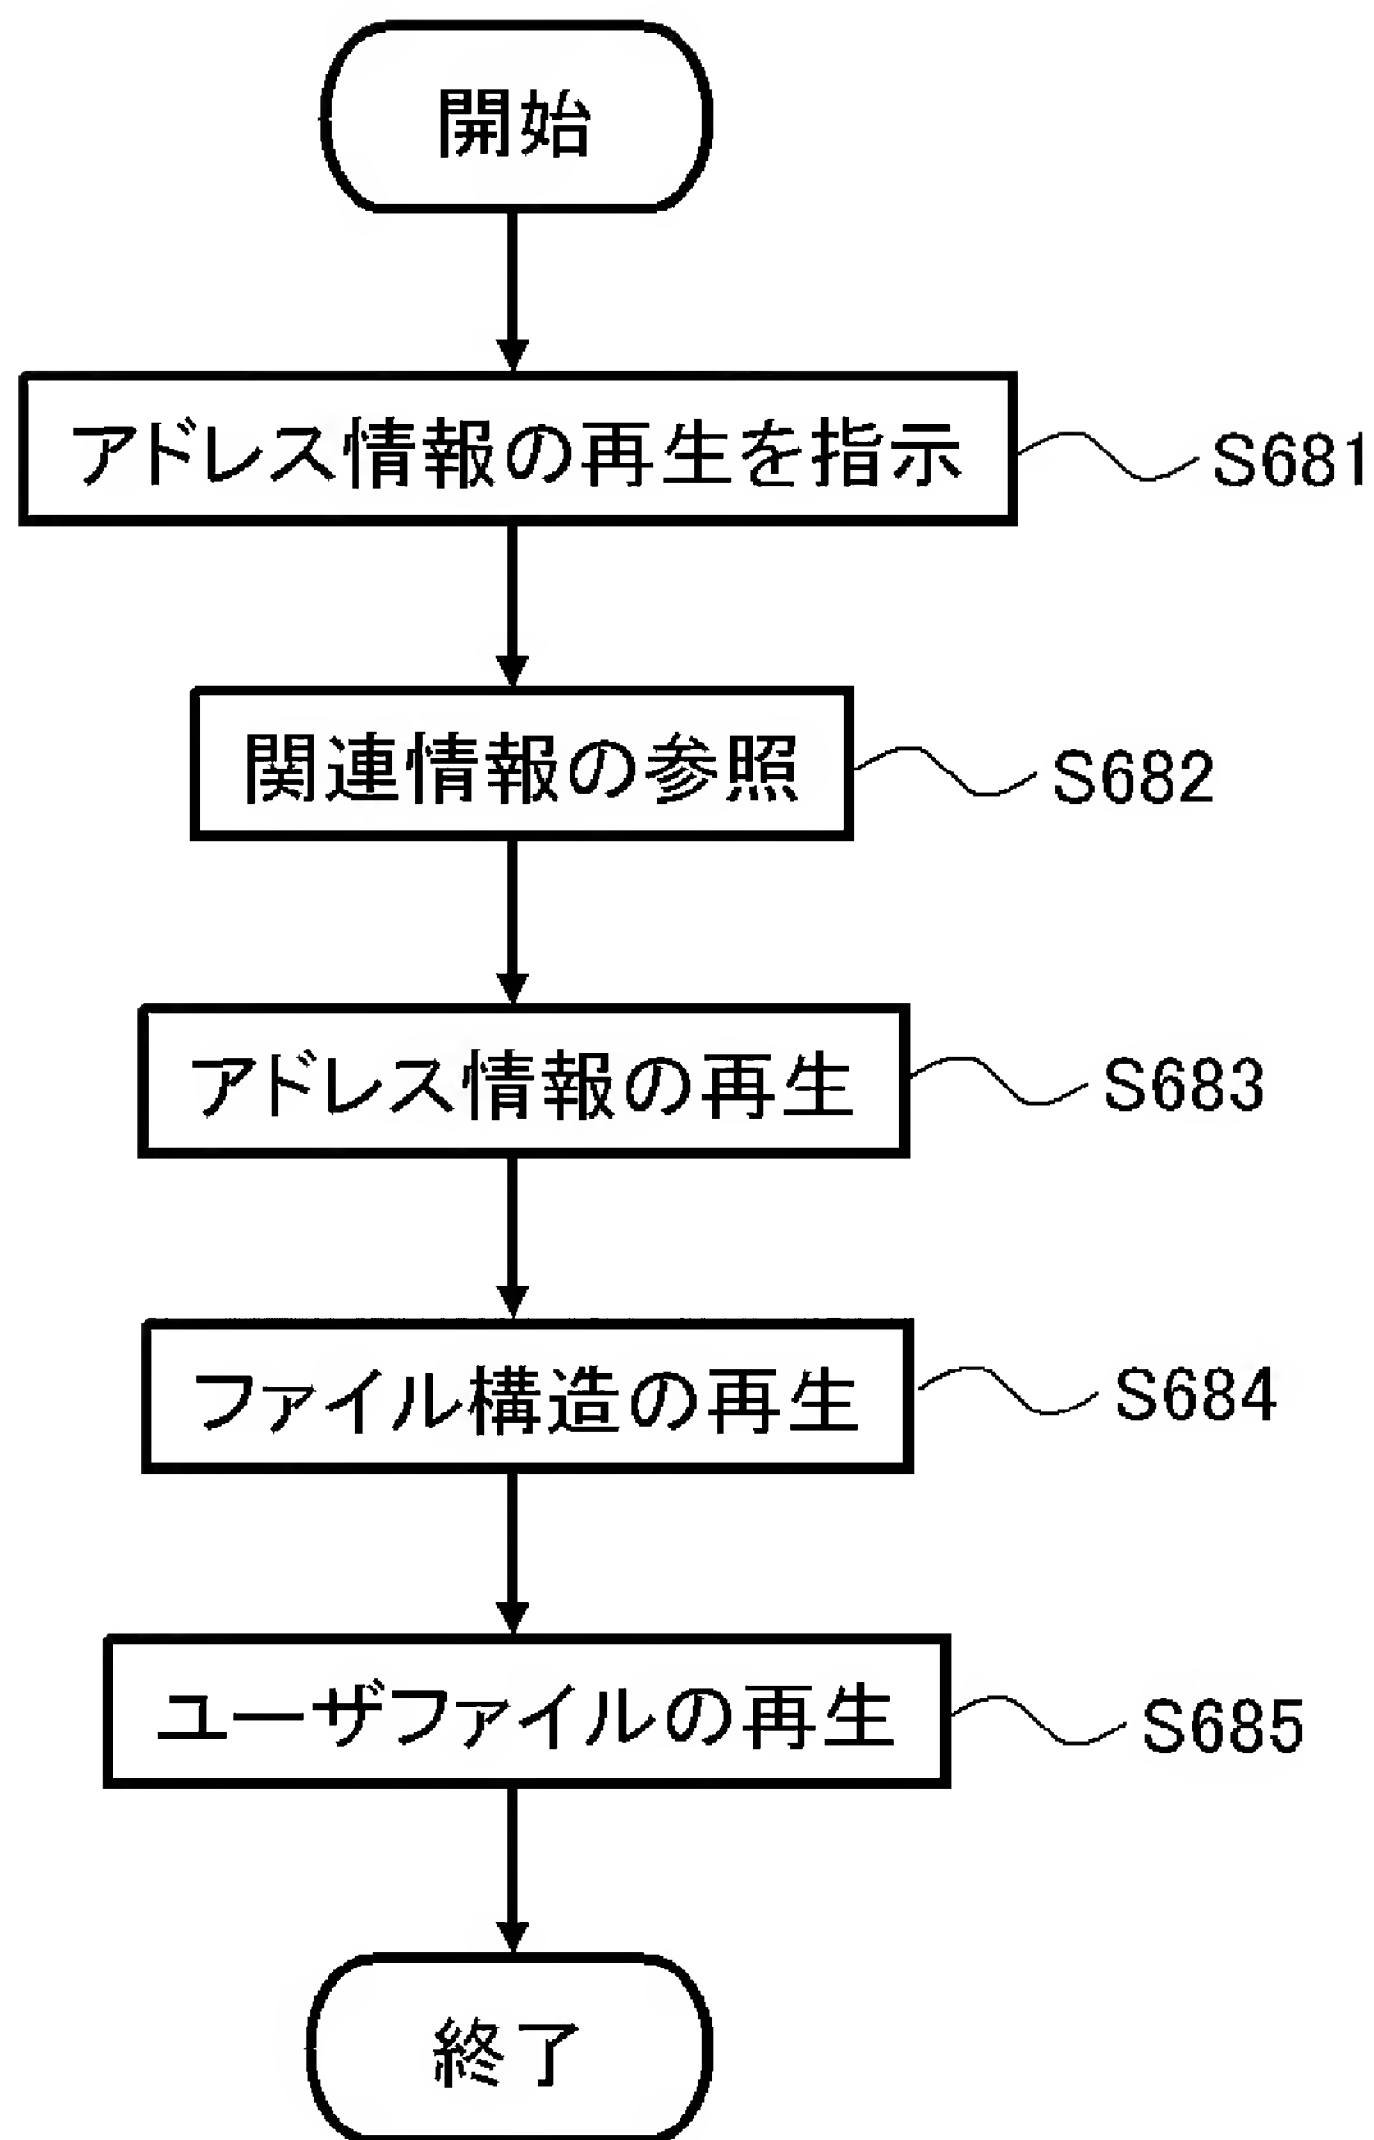 開始
アドレス情報の再生を指示
S681
関連情報の参照
S682
アドレス情報の再生
S683
ファイル構造の再生
S684
ユーザファイルの再生
S685
終了